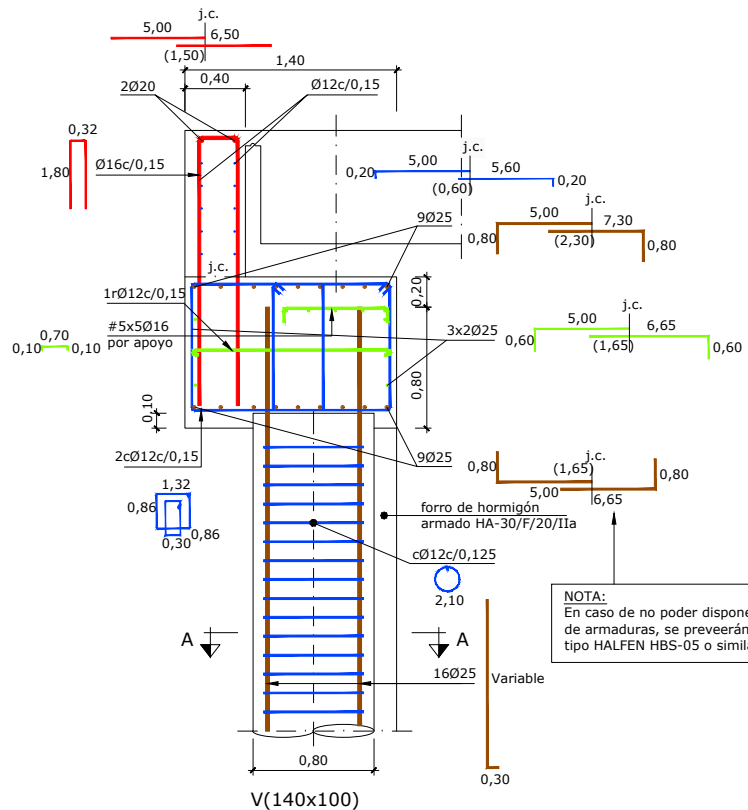 j.c.
5,00 6,50
(1,50)
1,40
0,40
2Ø20
Ø12c/0,15
0,32
1,80
Ø16c/0,15
j.c.
5,00 5,60
0,20
(0,60)
0,20
j.c.
5,00 7,30
0,80
(2,30)
0,80
9Ø25
j.c.
0,20
1rØ12c/0,15
#5x5Ø16
por apoyo
3x2Ø25
0,70
0,10 0,10
j.c.
5,00 6,65
0,60
(1,65)
0,60
0,80
0,10
2cØ12c/0,15
9Ø25
j.c.
0,80
(1,65)
0,80
5,00
6,65
1,32
0,86
0,86
0,30
forro de hormigón
armado HA-30/F/20/IIa
cØ12c/0,125
2,10
NOTA:
En caso de no poder dispone
de armaduras, se preveerán
tipo HALFEN HBS-05 o simila
A A
16Ø25
Variable
0,30
0,80
V(140x100)